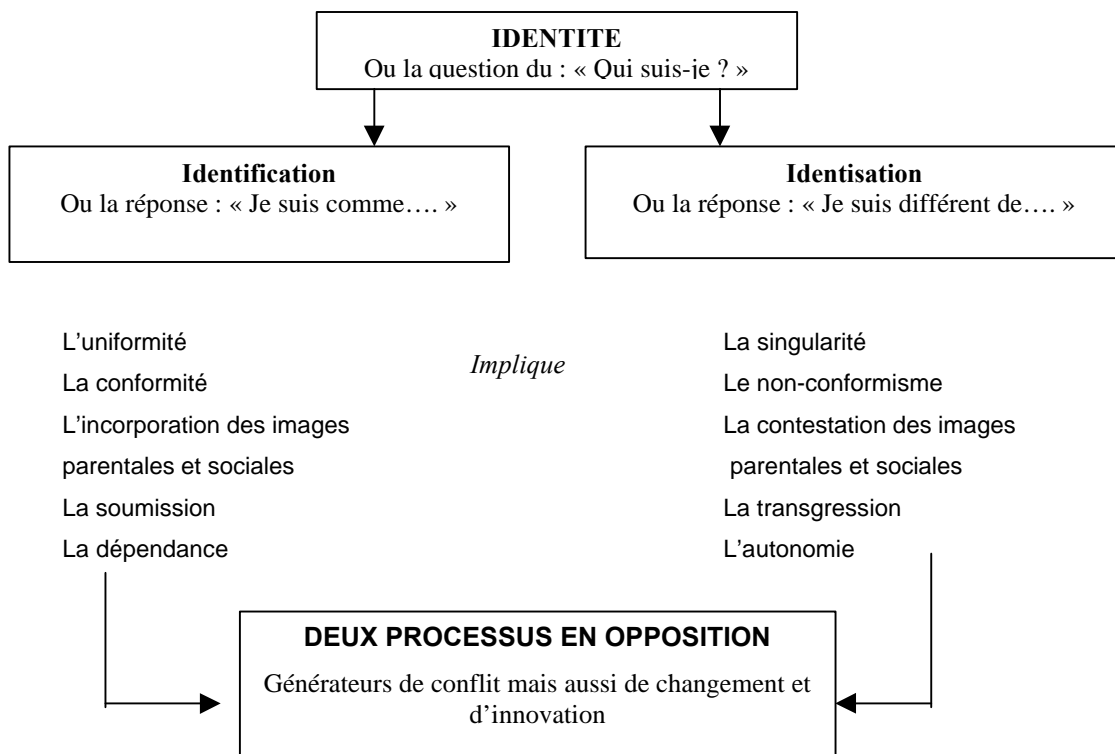 IDENTITE
Ou la question du : « Qui suis-je ? »
Identification
Ou la réponse : « Je suis comme…. »
Identisation
Ou la réponse : « Je suis différent de…. »
L'uniformité
La conformité
L'incorporation des images
parentales et sociales
La soumission
La dépendance
Implique
La singularité
Le non-conformisme
La contestation des images
parentales et sociales
La transgression
L'autonomie
DEUX PROCESSUS EN OPPOSITION
Générateurs de conflit mais aussi de changement et
d'innovation